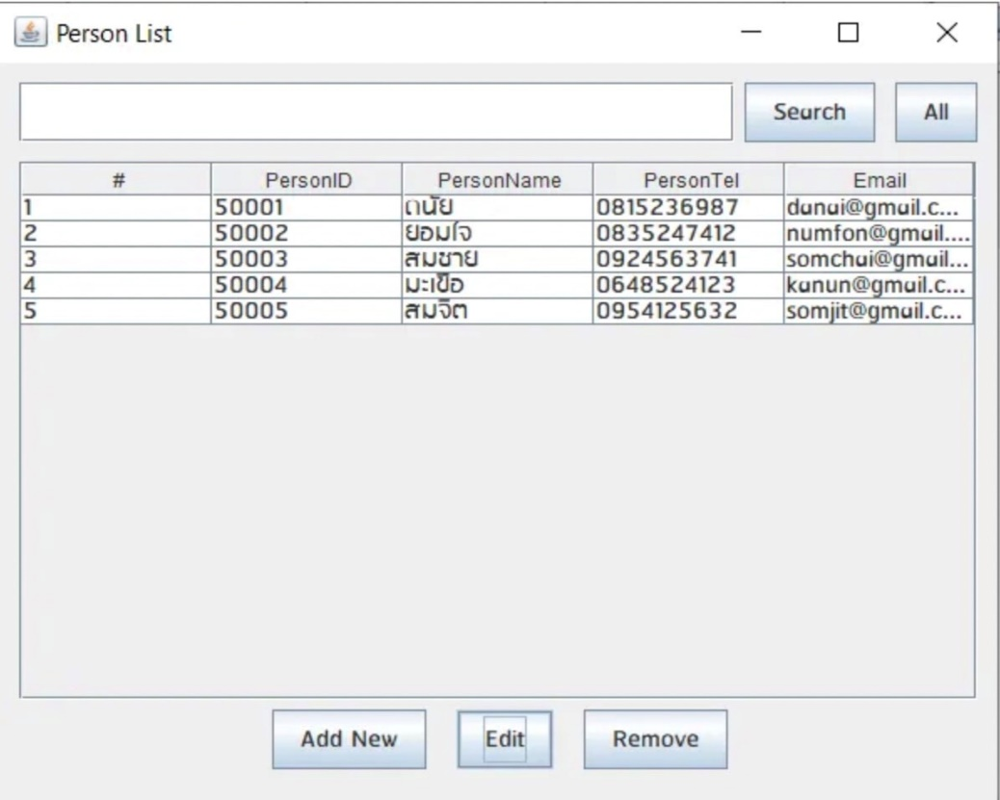 Person List
Search All
# PersonID PersonName PersonTel Email
1 50001 ดนัย 0815236987 danai@gmail.c...
2 50002 ยอมใจ 0835247412 numfon@gmail....
3 50003 สมชาย 0924563741 somchai@gmail...
4 50004 มะเขือ 0648524123 kanun@gmail.c...
5 50005 สมจิต 0954125632 somjit@gmail.c...
Add New Edit Remove